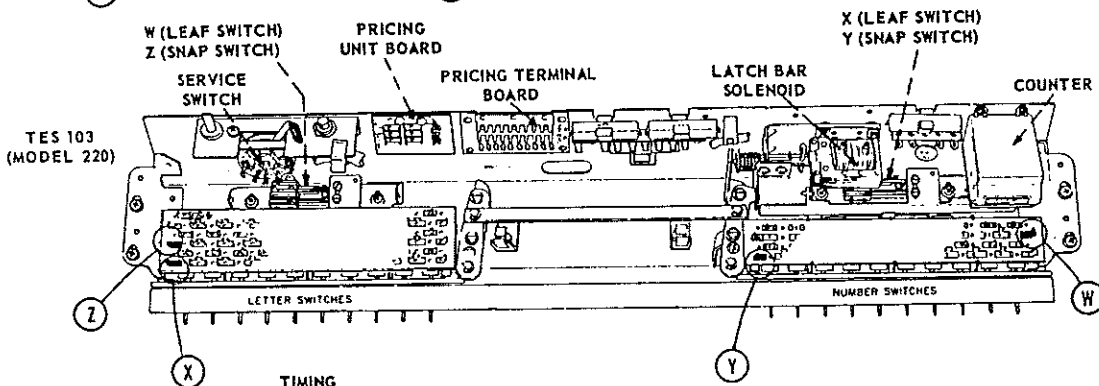 W (LEAF SWITCH)
Z (SNAP SWITCH)
SERVICE
SWITCH
PRICING
UNIT BOARD
PRICING TERMINAL
BOARD
LATCH BAR
SOLENOID
X (LEAF SWITCH)
Y (SNAP SWITCH)
COUNTER
TES 103
(MODEL 220)
LETTER SWITCHES
NUMBER SWITCHES
Z
X
Y
W
TIMING